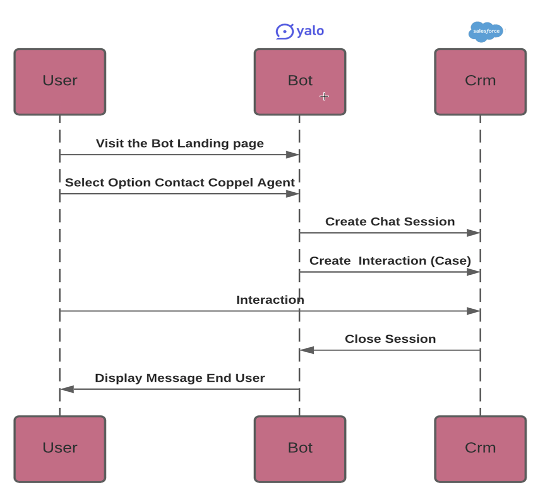 yalo
salesforce
User
Bot
Crm
Visit the Bot Landing page
Select Option Contact Coppel Agent
Create Chat Session
Create Interaction (Case)
Interaction
Close Session
Display Message End User
User
Bot
Crm